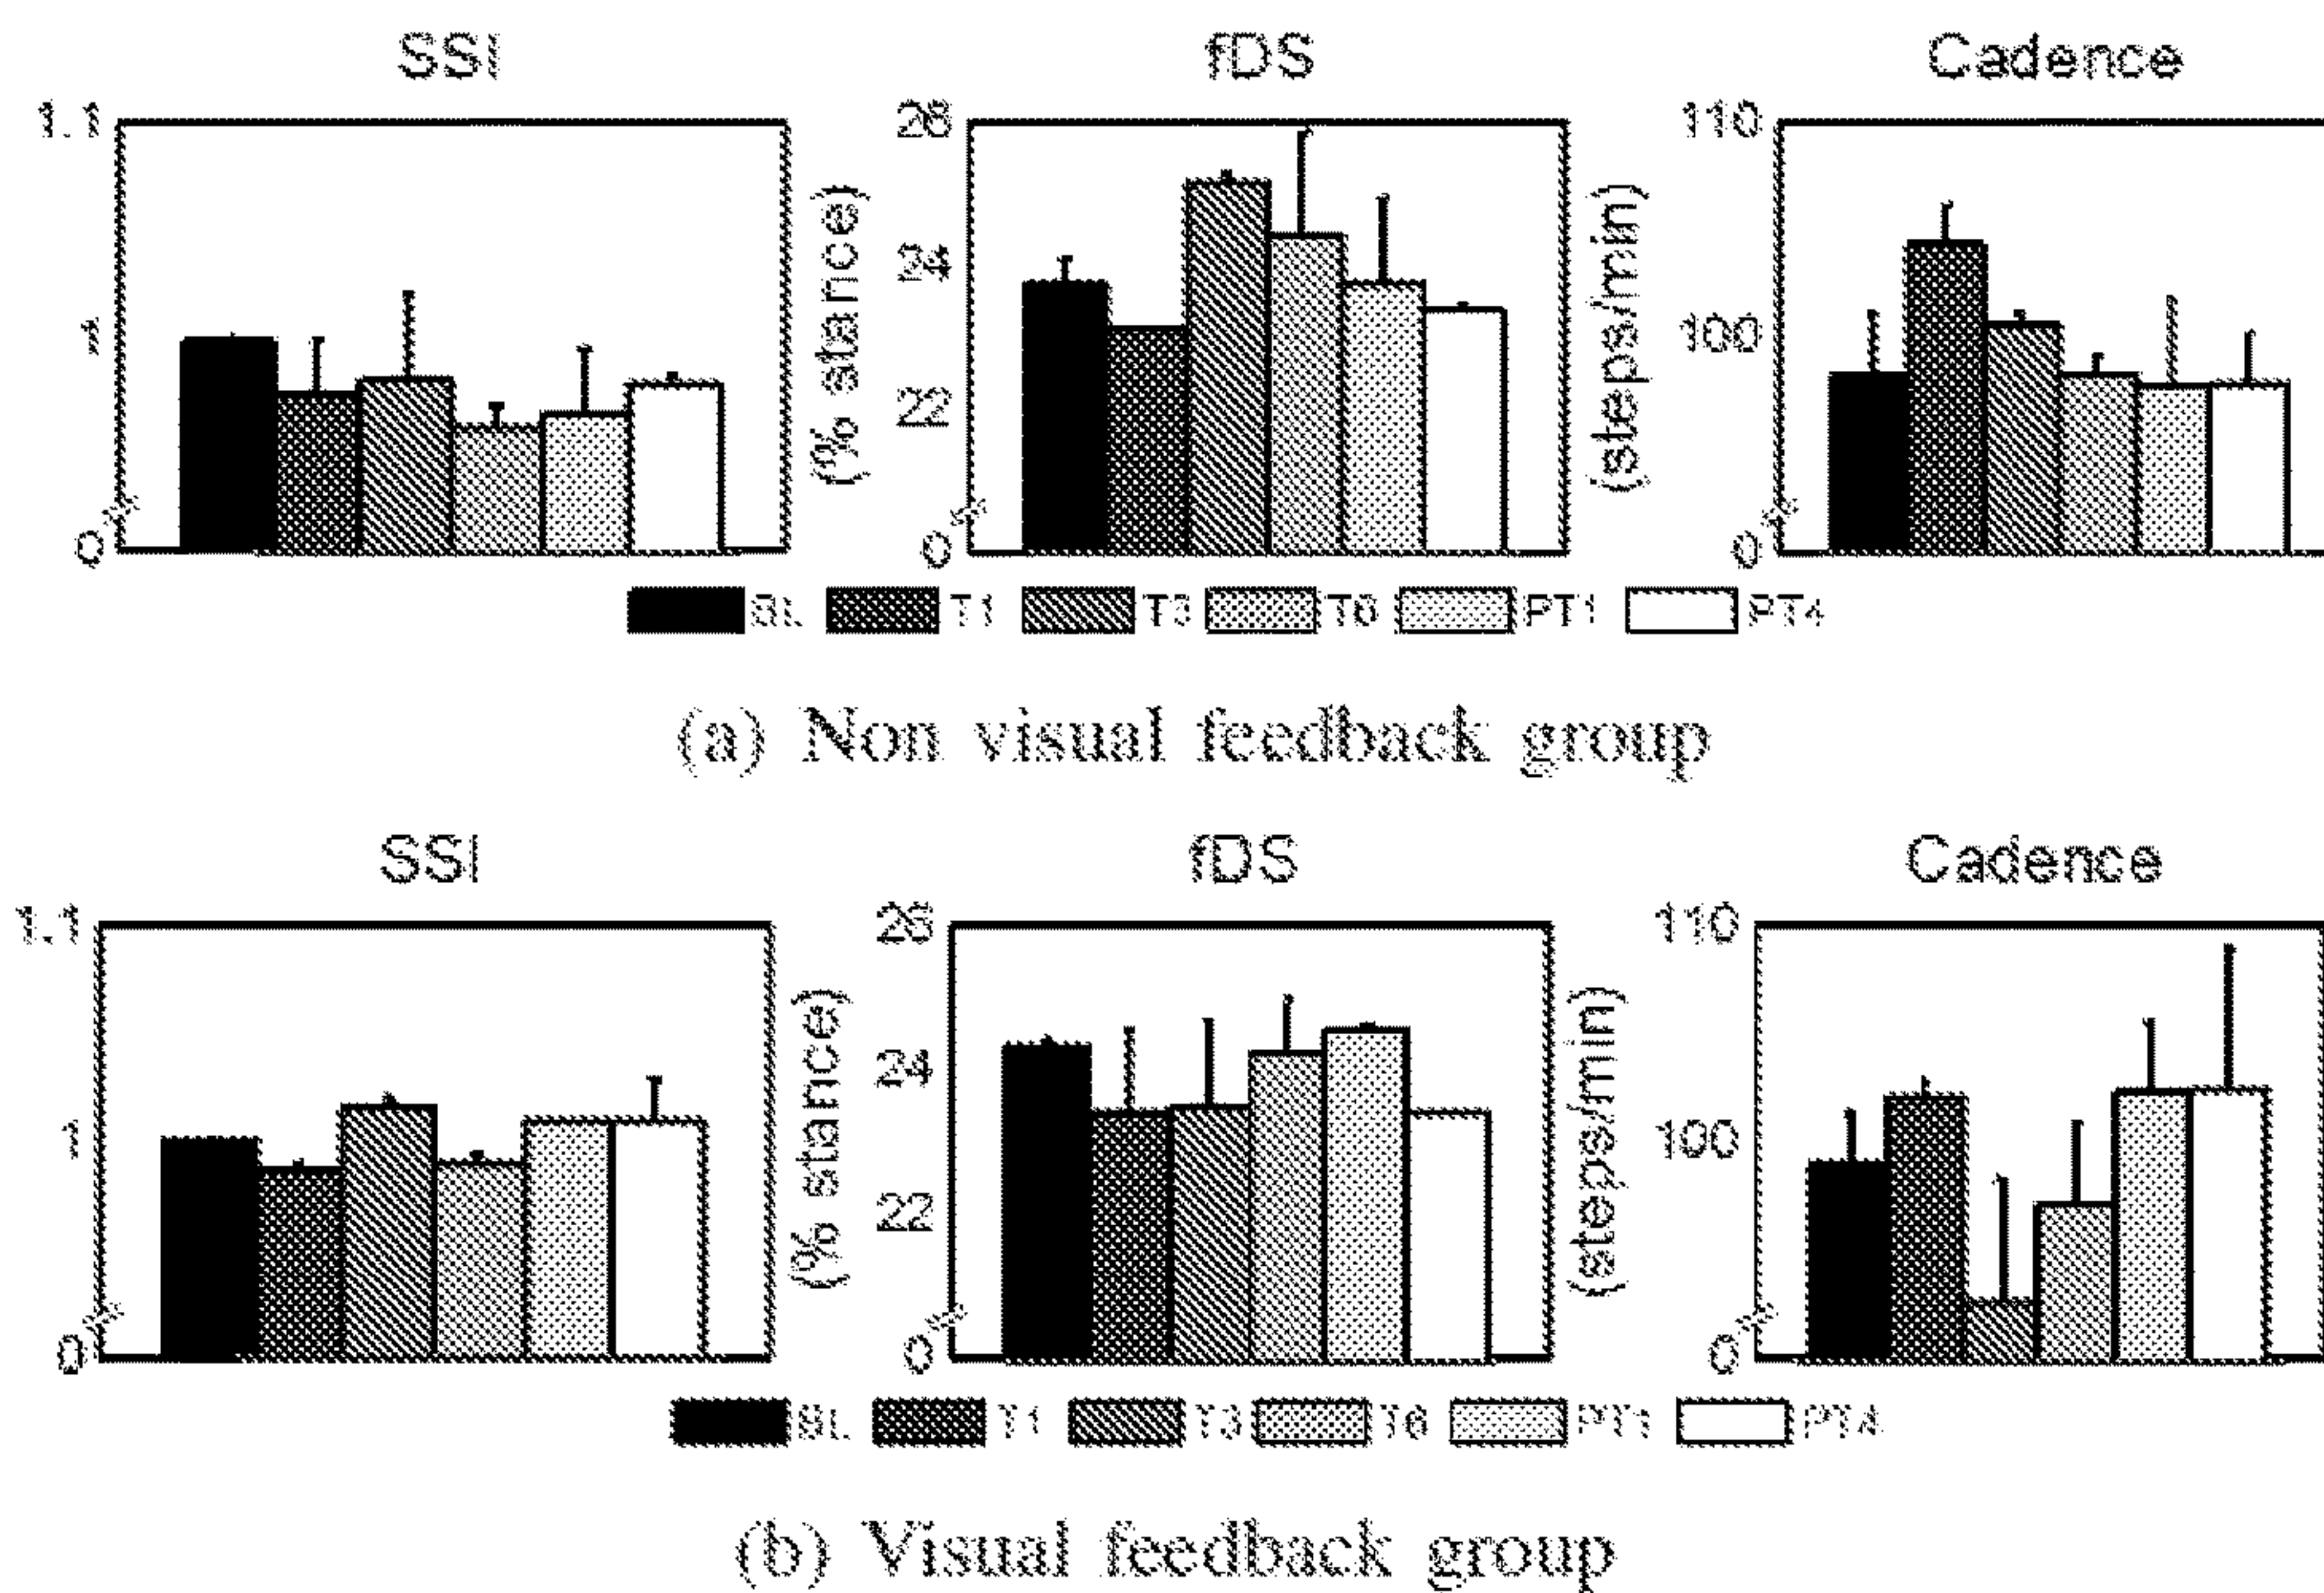 SSI fDS Cadence
1.1 26 110
1 (% stance) 24 (steps/min) 100
22
0 0 0
BL T1 T3 T6 PT1 PT4
(a) Non visual feedback group
SSI fDS Cadence
1.1 26 110
1 (% stance) 24 (steps/min) 100
22
0 0 0
BL T1 T3 T6 PT1 PT4
(b) Visual feedback group